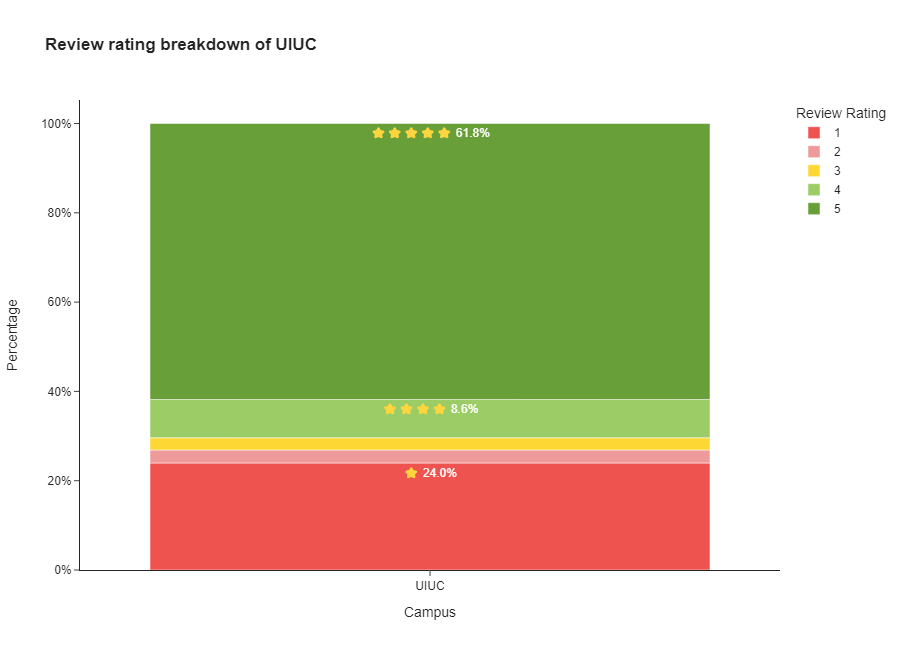 Review rating breakdown of UIUC
Review Rating
1
2
3
4
5
Percentage
100%
80%
60%
40%
20%
0%
★ ★ ★ ★ ★ 61.8%
★ ★ ★ ★ 8.6%
★ 24.0%
UIUC
Campus